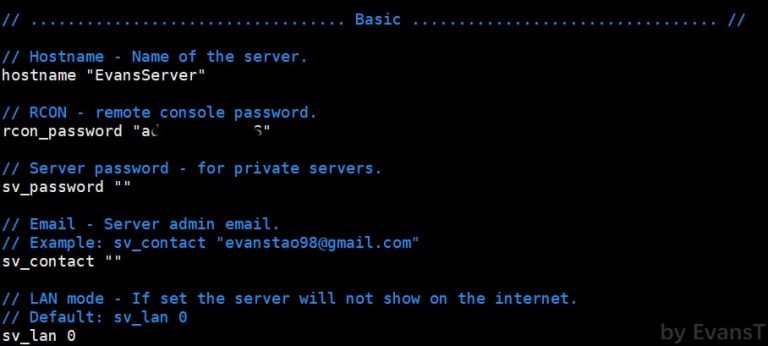 // .................................. Basic .................................. //
// Hostname - Name of the server.
hostname "EvansServer"
// RCON - remote console password.
rcon_password "
// Server password - for private servers.
sv_password ""
// Email - Server admin email.
// Example: sv_contact "evanstao98@gmail.com"
sv_contact ""
// LAN mode - If set the server will not show on the internet.
// Default: sv_lan 0
sv_lan 0
by EvansT